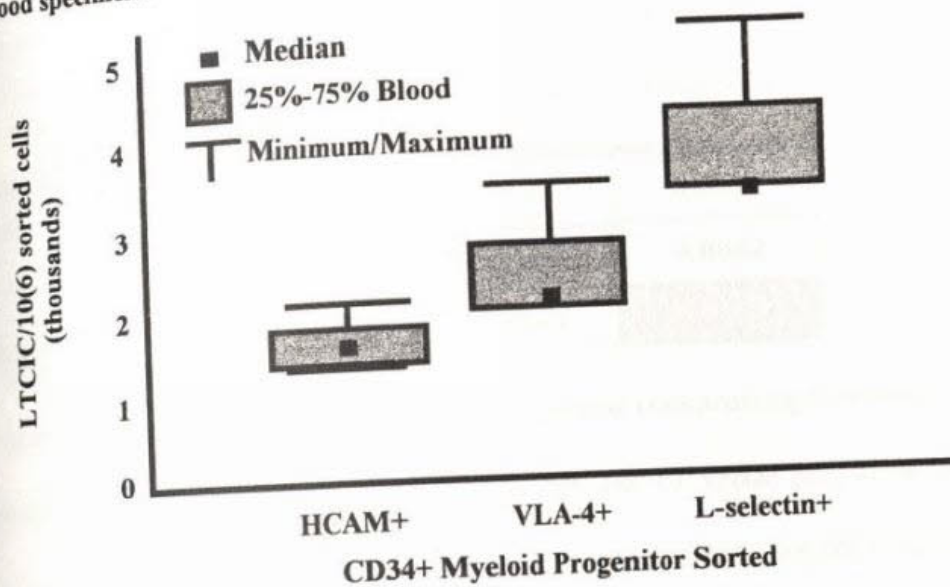 5
4
3
2
1
0
LTCIC/10(6) sorted cells
(thousands)
Median
25%-75% Blood
Minimum/Maximum
HCAM+
VLA-4+
L-selectin+
CD34+ Myeloid Progenitor Sorted